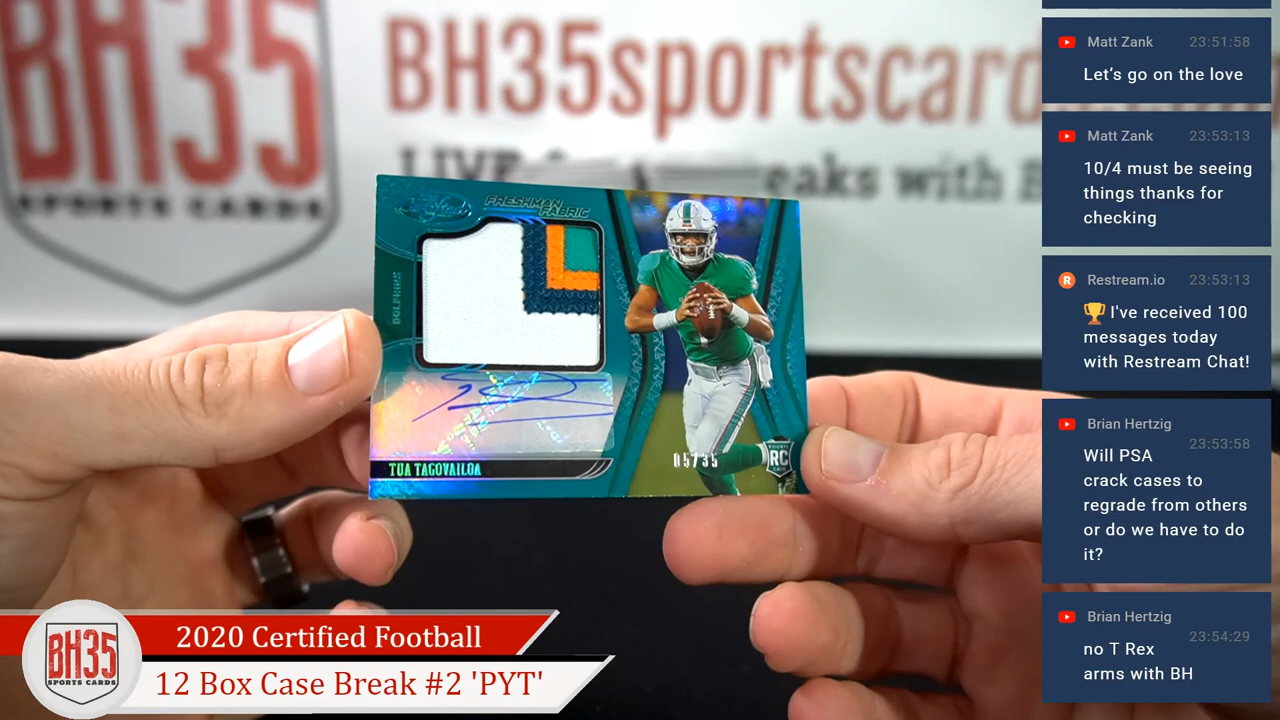 BH35
SPORTS CARDS
BH35sportscard
LIVE
eaks with
Certified
FRESHMAN
FABRIC
DOLPHINS
TUA TAGOVAILOA
05/35
ROOKIE
RC
2020 Certified Football
12 Box Case Break #2 'PYT'
BH35
SPORTS CARDS
Matt Zank 23:51:58
Let’s go on the love
Matt Zank 23:53:13
10/4 must be seeing
things thanks for
checking
Restream.io 23:53:13
🏆 I've received 100
messages today
with Restream Chat!
Brian Hertzig 23:53:58
Will PSA
crack cases to
regrade from others
or do we have to do
it?
Brian Hertzig 23:54:29
no T Rex
arms with BH